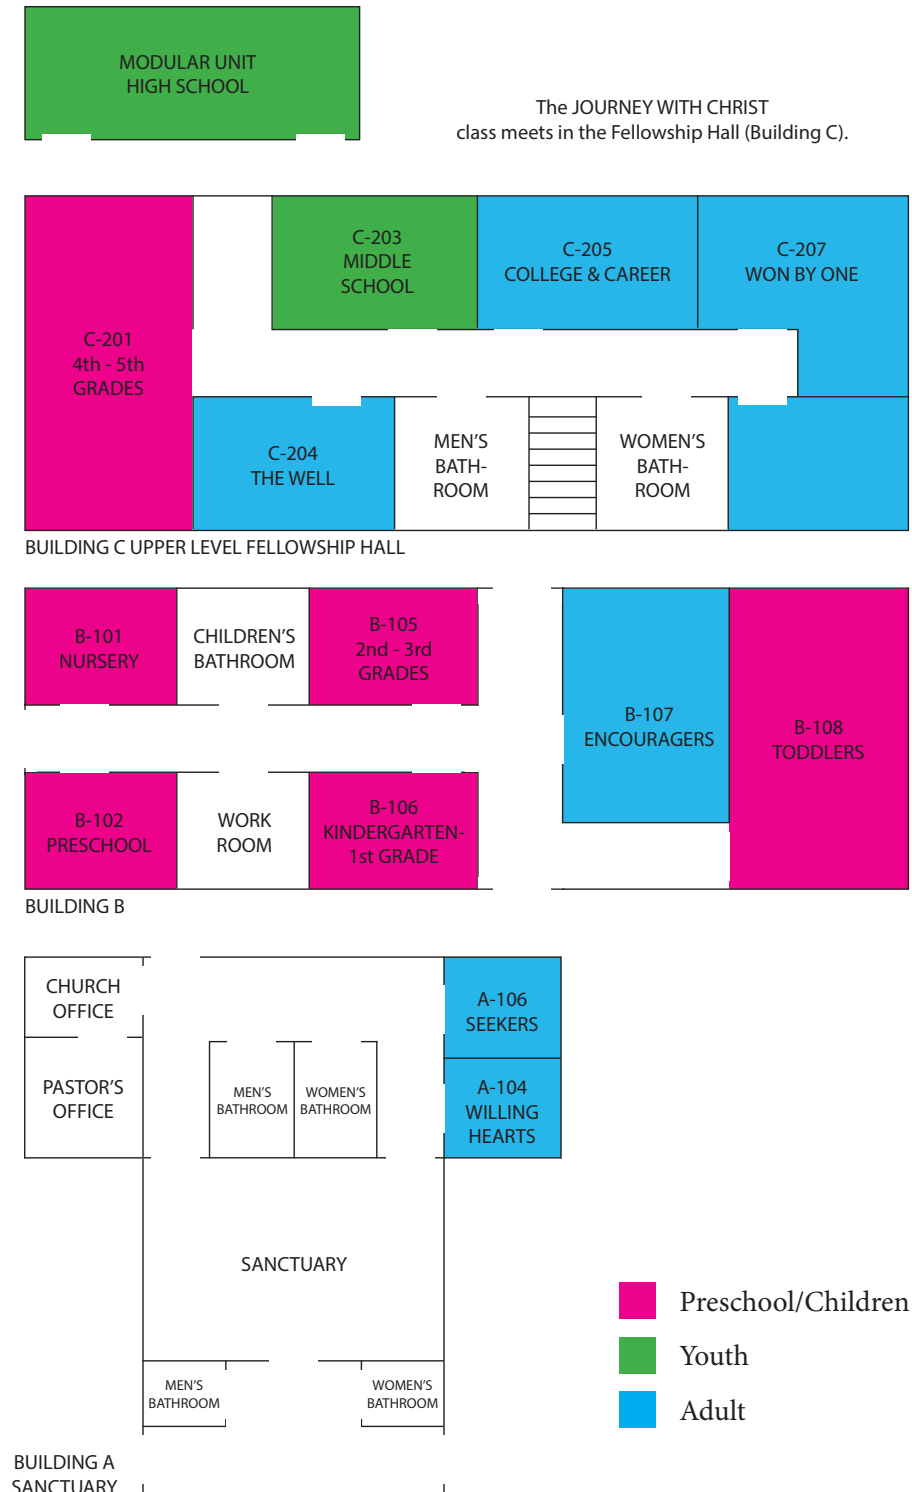 MODULAR UNIT
HIGH SCHOOL
The JOURNEY WITH CHRIST
class meets in the Fellowship Hall (Building C).
C-201
4th - 5th
GRADES
C-203
MIDDLE
SCHOOL
C-205
COLLEGE & CAREER
C-207
WON BY ONE
C-204
THE WELL
MEN'S
BATH-
ROOM
WOMEN'S
BATH-
ROOM
BUILDING C UPPER LEVEL FELLOWSHIP HALL
B-101
NURSERY
CHILDREN'S
BATHROOM
B-105
2nd - 3rd
GRADES
B-107
ENCOURAGERS
B-108
TODDLERS
B-102
PRESCHOOL
WORK
ROOM
B-106
KINDERGARTEN-
1st GRADE
BUILDING B
CHURCH
OFFICE
PASTOR'S
OFFICE
MEN'S
BATHROOM
WOMEN'S
BATHROOM
A-106
SEEKERS
A-104
WILLING
HEARTS
SANCTUARY
MEN'S
BATHROOM
WOMEN'S
BATHROOM
Preschool/Children
Youth
Adult
BUILDING A
SANCTUARY